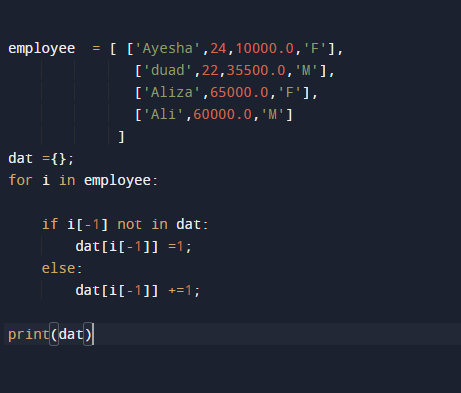 employee  = [ ['Ayesha',24,10000.0,'F'],
               ['duad',22,35500.0,'M'],
               ['Aliza',65000.0,'F'],
               ['Ali',60000.0,'M']
             ]
dat ={};
for i in employee:
    if i[-1] not in dat:
        dat[i[-1]] =1;
    else:
        dat[i[-1]] +=1;
print(dat)